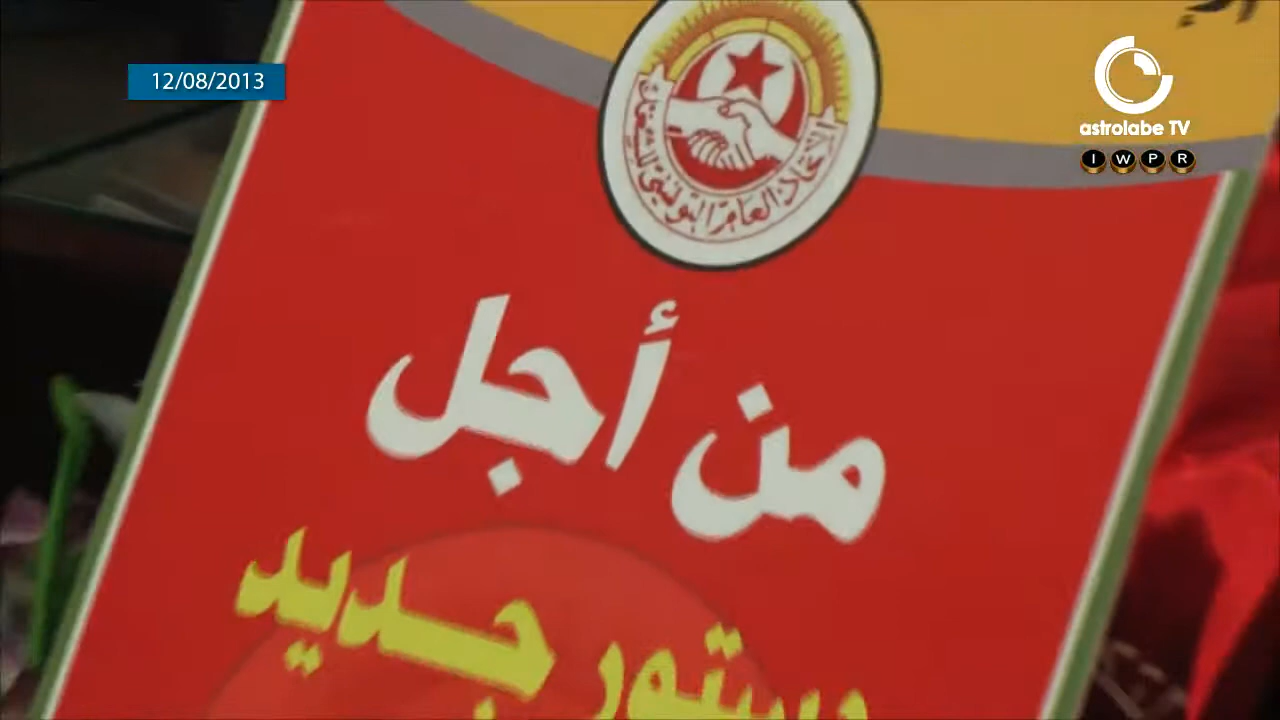 12/08/2013
astrolabe TV
I W P R
الاتحاد العام التونسي للشغل
من أجل
دستور جديد